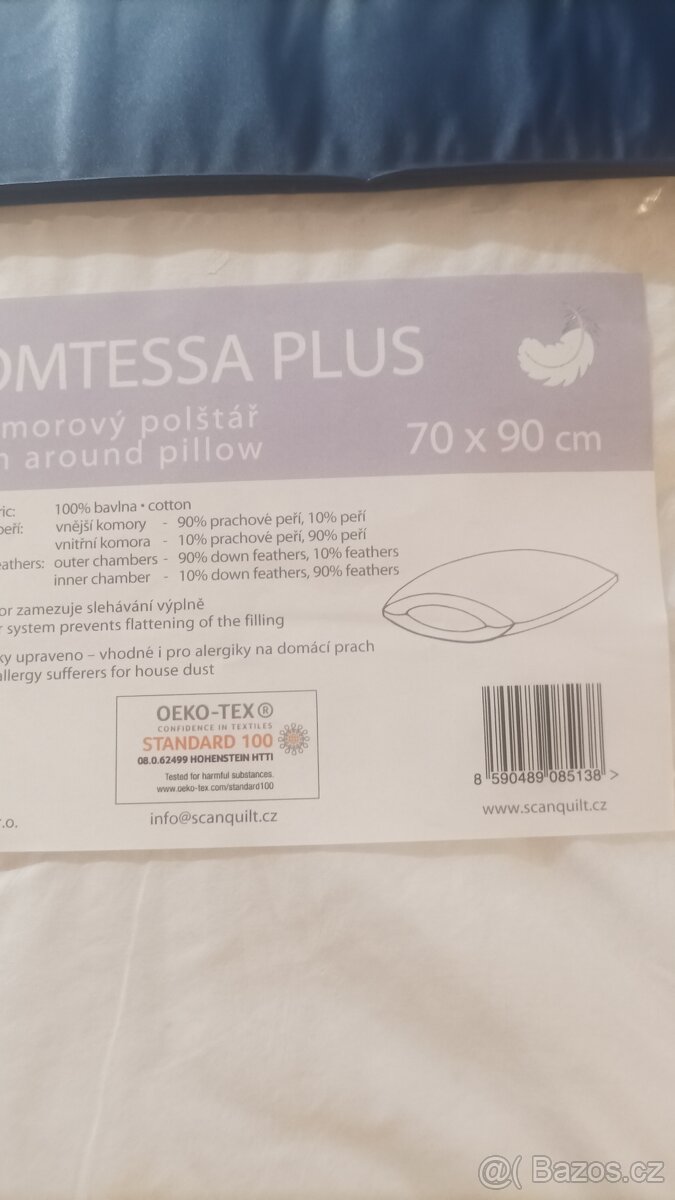 OMTESSA PLUS
morový polštář
around pillow
70 x 90 cm
100% bavlna • cotton
vnější komory - 90% prachové peří, 10% peří
vnitřní komora - 10% prachové peří, 90% peří
outer chambers - 90% down feathers, 10% feathers
inner chamber - 10% down feathers, 90% feathers
or zamezuje slehávání výplně
r system prevents flattening of the filling
ky upraveno – vhodné i pro alergiky na domácí prach
allergy sufferers for house dust
OEKO-TEX®
CONFIDENCE IN TEXTILES
STANDARD 100
08.0.62499 HOHENSTEIN HTTI
Tested for harmful substances.
www.oeko-tex.com/standard100
8 590489 085138 >
r.o.
info@scanquilt.cz
www.scanquilt.cz
@( Bazos.cz